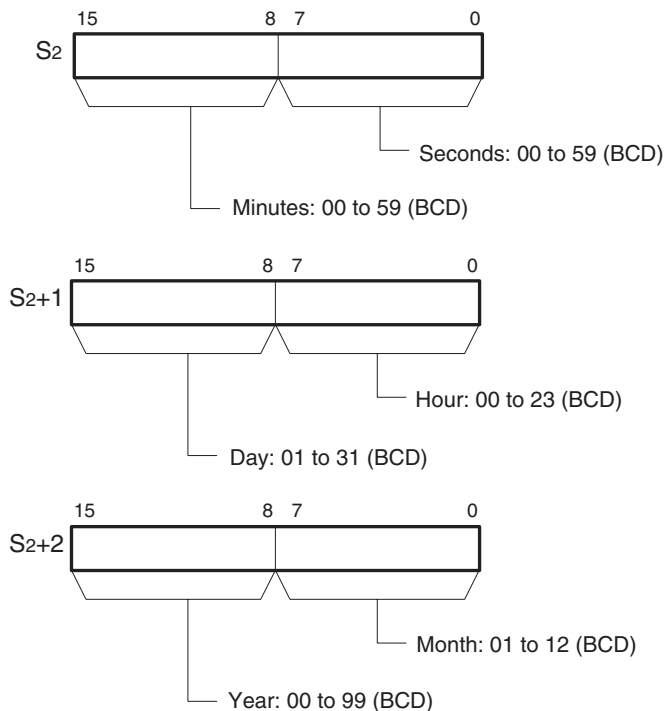 15 8 7 0
S2
Seconds: 00 to 59 (BCD)
Minutes: 00 to 59 (BCD)
15 8 7 0
S2+1
Hour: 00 to 23 (BCD)
Day: 01 to 31 (BCD)
15 8 7 0
S2+2
Month: 01 to 12 (BCD)
Year: 00 to 99 (BCD)